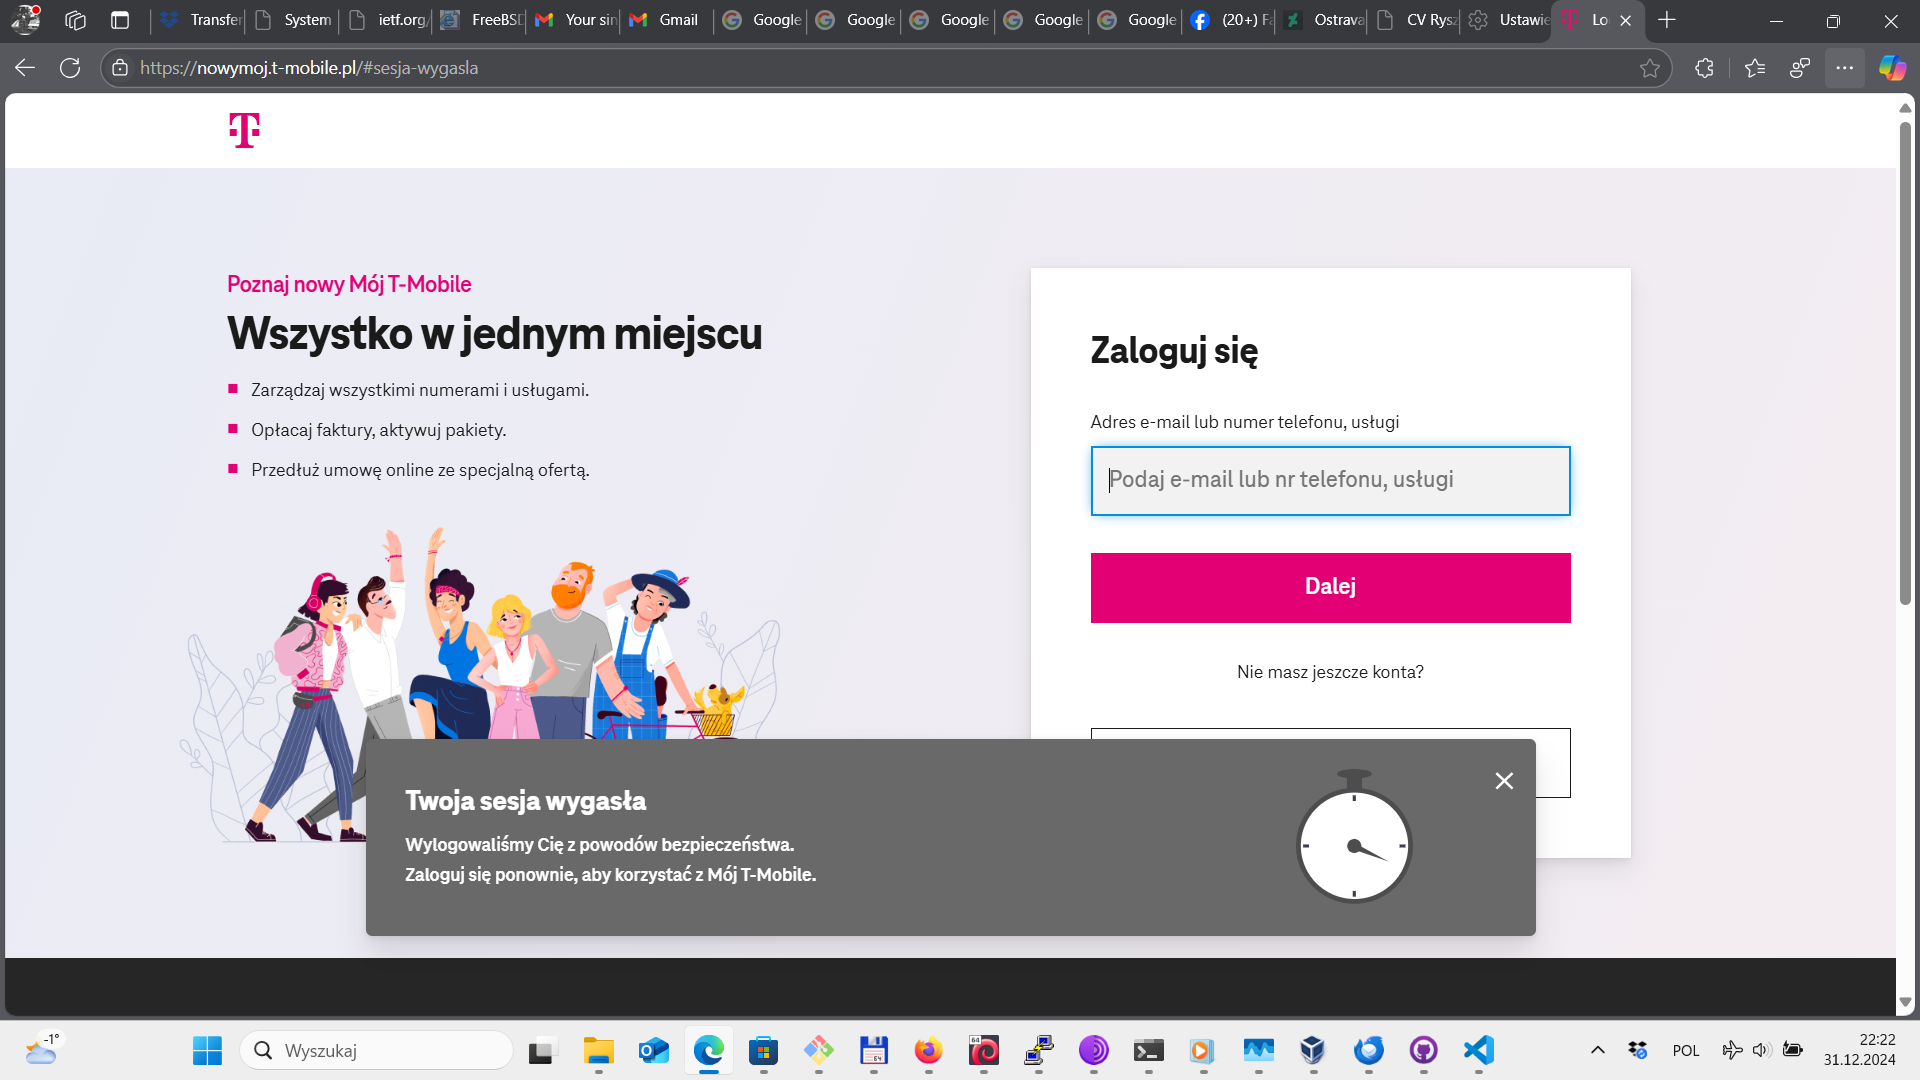 Transfer
System
ietf.org/
FreeBSD
Your sin
Gmail
Google
Google
Google
Google
Google
(20+) Fa
Ostrava
CV Rysz
Ustawie
Lo
https://nowymoj.t-mobile.pl/#sesja-wygasla
T
Poznaj nowy Mój T-Mobile
Wszystko w jednym miejscu
Zarządzaj wszystkimi numerami i usługami.
Opłacaj faktury, aktywuj pakiety.
Przedłuż umowę online ze specjalną ofertą.
Zaloguj się
Adres e-mail lub numer telefonu, usługi
Podaj e-mail lub nr telefonu, usługi
Dalej
Nie masz jeszcze konta?
Twoja sesja wygasła
Wylogowaliśmy Cię z powodów bezpieczeństwa.
Zaloguj się ponownie, aby korzystać z Mój T-Mobile.
-1°
Wyszukaj
64
64
POL
22:22
31.12.2024